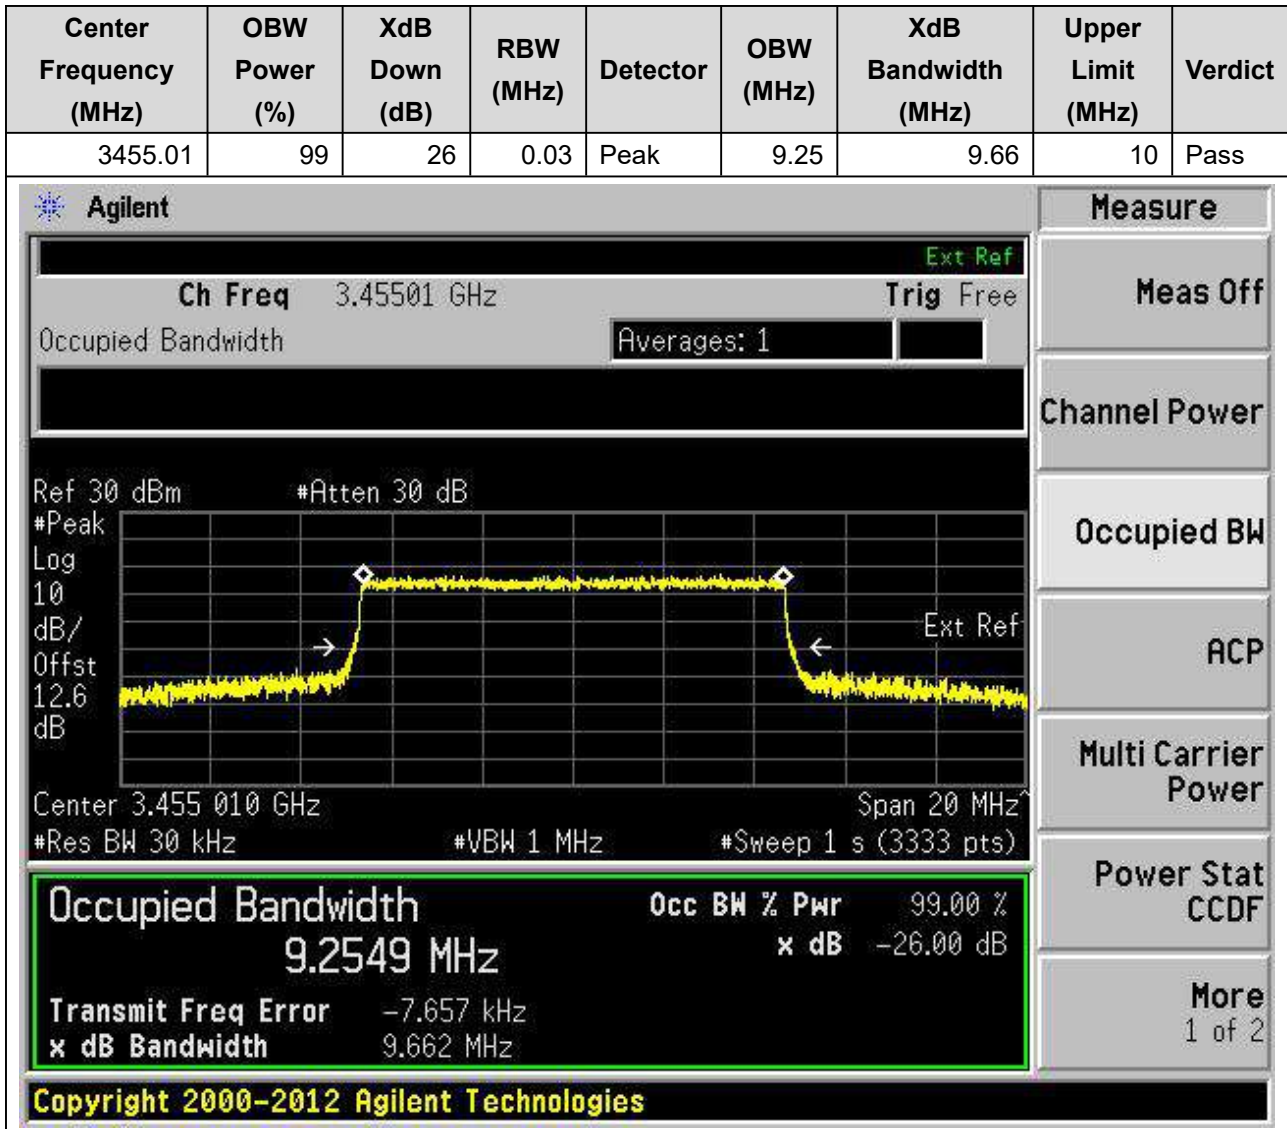 Center Frequency (MHz) OBW Power (%) XdB Down (dB) RBW (MHz) Detector OBW (MHz) XdB Bandwidth (MHz) Upper Limit (MHz) Verdict
3455.01 99 26 0.03 Peak 9.25 9.66 10 Pass
Agilent
Measure
Ext Ref
Ch Freq 3.45501 GHz Trig Free
Meas Off
Occupied Bandwidth Averages: 1
Channel Power
Ref 30 dBm #Atten 30 dB
#Peak
Log
10
dB/
Offst
12.6
dB
Ext Ref
Occupied BW
ACP
Center 3.455 010 GHz Span 20 MHz^
#Res BW 30 kHz #VBW 1 MHz #Sweep 1 s (3333 pts)
Multi Carrier
Power
Occupied Bandwidth Occ BW % Pwr 99.00 %
9.2549 MHz x dB -26.00 dB
Power Stat
CCDF
Transmit Freq Error -7.657 kHz
x dB Bandwidth 9.662 MHz
More
1 of 2
Copyright 2000-2012 Agilent Technologies